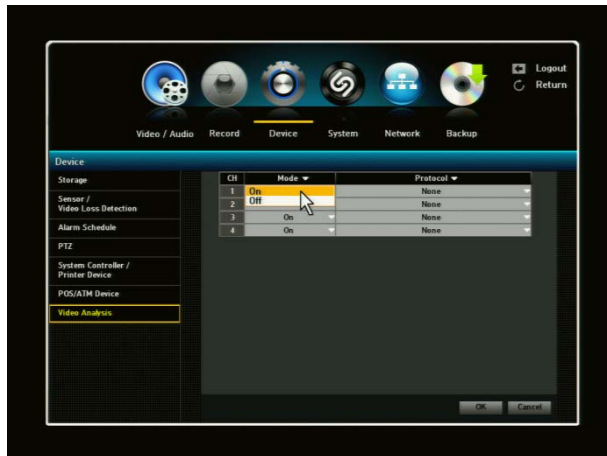 Logout
Return
Video / Audio Record Device System Network Backup
Device
Storage
Sensor /
Video Loss Detection
Alarm Schedule
PTZ
System Controller /
Printer Device
POS/ATM Device
Video Analysis
CH Mode Protocol
1 On None
2 Off None
3 On None
4 On None
OK Cancel